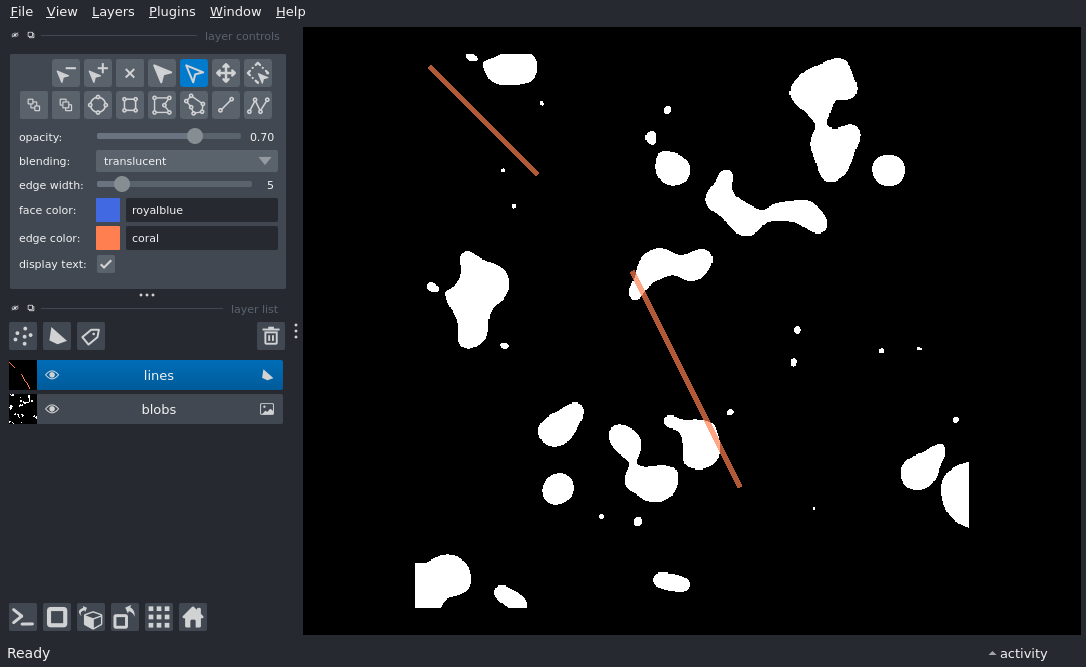 File View Layers Plugins Window Help
layer controls
opacity: 0.70
blending: translucent
edge width: 5
face color: royalblue
edge color: coral
display text:
layer list
lines
blobs
Ready activity